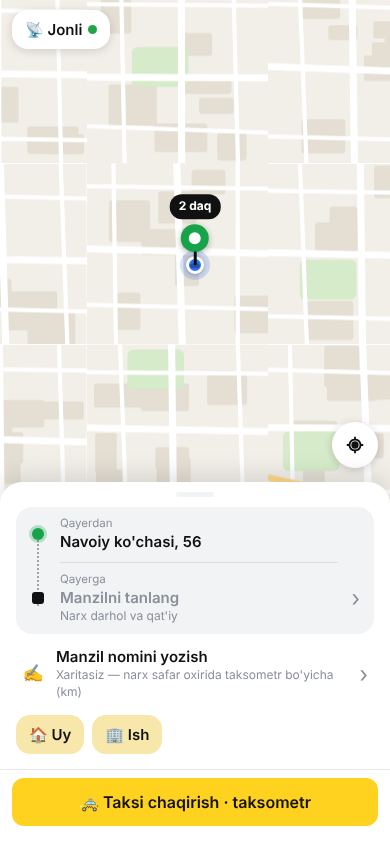 📡 Jonli
2 daq
Qayerdan
Navoiy ko'chasi, 56
Qayerga
Manzilni tanlang
Narx darhol va qat'iy
✍️ Manzil nomini yozish
Xaritasiz — narx safar oxirida taksometr bo'yicha
(km)
🏠 Uy 🏢 Ish
🚕 Taksi chaqirish · taksometr